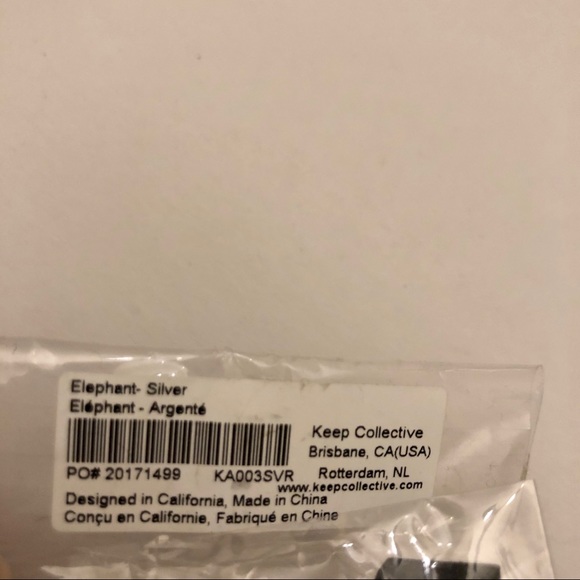 Elephant- Silver
Eléphant - Argenté
Keep Collective
Brisbane, CA(USA)
PO# 20171499 KA003SVR Rotterdam, NL
www.keepcollective.com
Designed in California, Made in China
Conçu en Californie, Fabriqué en Chine